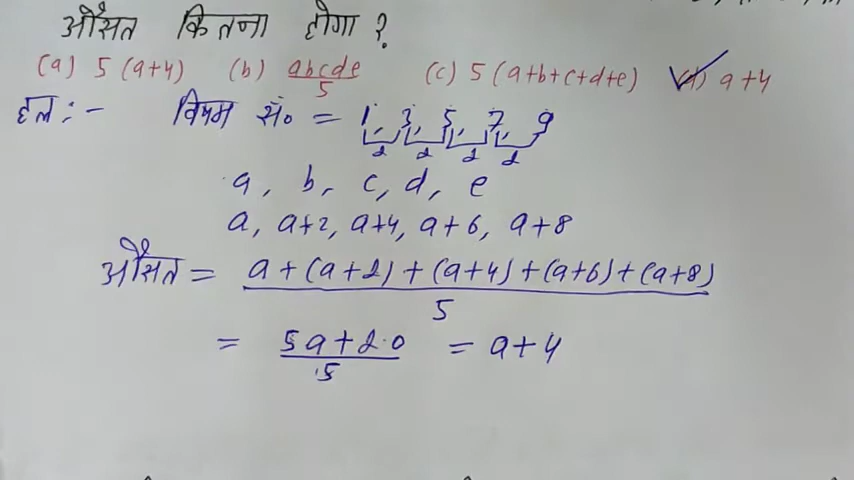 औसत कितना होगा ?
(a) 5 (a+4) (b) abcde/5 (c) 5 (a+b+c+d+e) (d) a+4
हल :- विषम सं० = 1, 3, 5, 7, 9
2 2 2 2
a, b, c, d, e
a, a+2, a+4, a+6, a+8
औसत = a + (a+2) + (a+4) + (a+6) + (a+8)
5
= 5a+20/5 = a+4